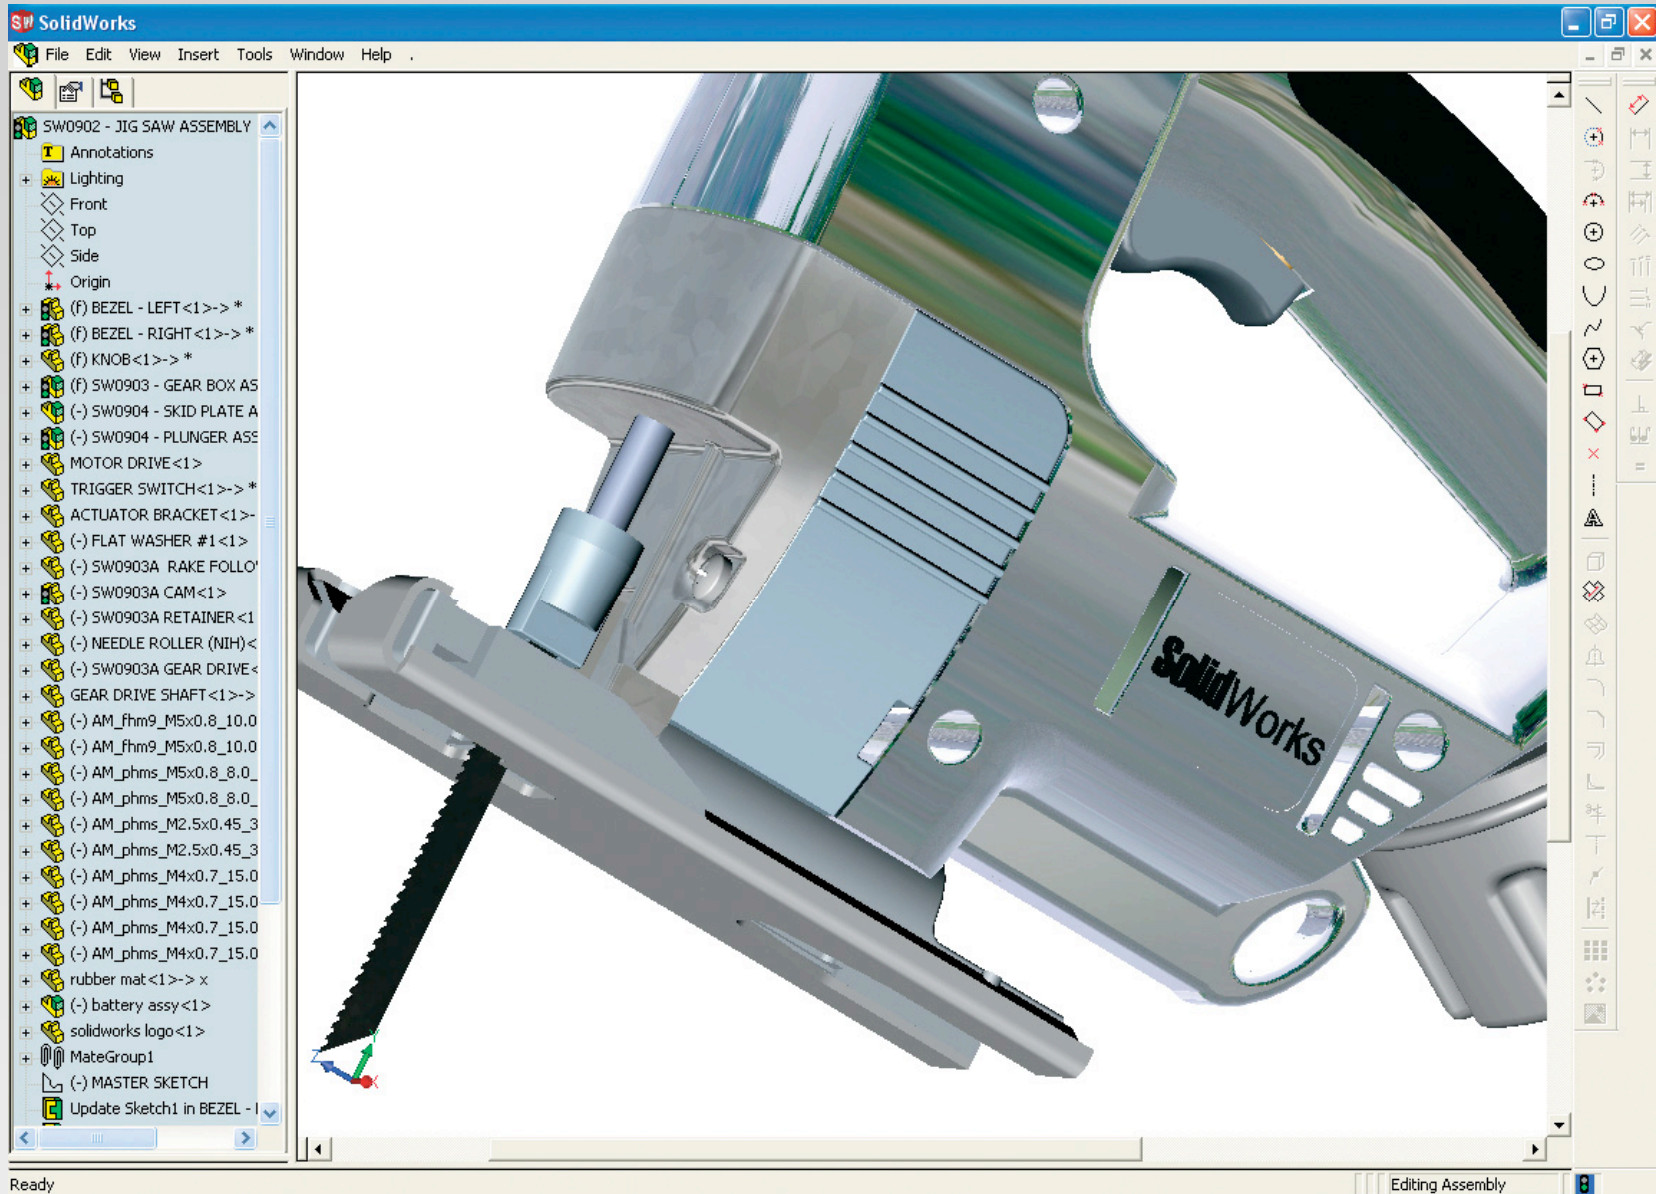 SolidWorks
File Edit View Insert Tools Window Help .
SW0902 - JIG SAW ASSEMBLY
Annotations
Lighting
Front
Top
Side
Origin
(f) BEZEL - LEFT<1>-> *
(f) BEZEL - RIGHT<1>-> *
(f) KNOB<1>-> *
(f) SW0903 - GEAR BOX AS
(-) SW0904 - SKID PLATE A
(-) SW0904 - PLUNGER ASS
MOTOR DRIVE<1>
TRIGGER SWITCH<1>-> *
ACTUATOR BRACKET<1>-
(-) FLAT WASHER #1<1>
(-) SW0903A RAKE FOLLO
(-) SW0903A CAM<1>
(-) SW0903A RETAINER<1
(-) NEEDLE ROLLER (NIH)<
(-) SW0903A GEAR DRIVE<
GEAR DRIVE SHAFT<1>->
(-) AM_fhm9_M5x0.8_10.0
(-) AM_fhm9_M5x0.8_10.0
(-) AM_phms_M5x0.8_8.0_
(-) AM_phms_M5x0.8_8.0_
(-) AM_phms_M2.5x0.45_3
(-) AM_phms_M2.5x0.45_3
(-) AM_phms_M4x0.7_15.0
(-) AM_phms_M4x0.7_15.0
(-) AM_phms_M4x0.7_15.0
(-) AM_phms_M4x0.7_15.0
rubber mat<1>-> x
(-) battery assy<1>
solidworks logo<1>
MateGroup1
(-) MASTER SKETCH
Update Sketch1 in BEZEL -
SolidWorks
Z Y X
Ready
Editing Assembly